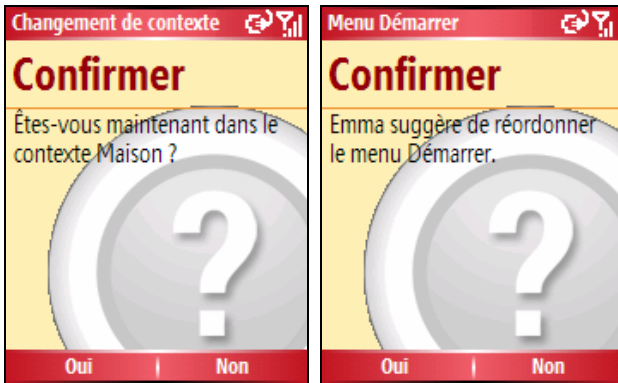 Changement de contexte
Confirmer
Êtes-vous maintenant dans le
contexte Maison ?
?
Oui Non
Menu Démarrer
Confirmer
Emma suggère de réordonner
le menu Démarrer.
?
Oui Non